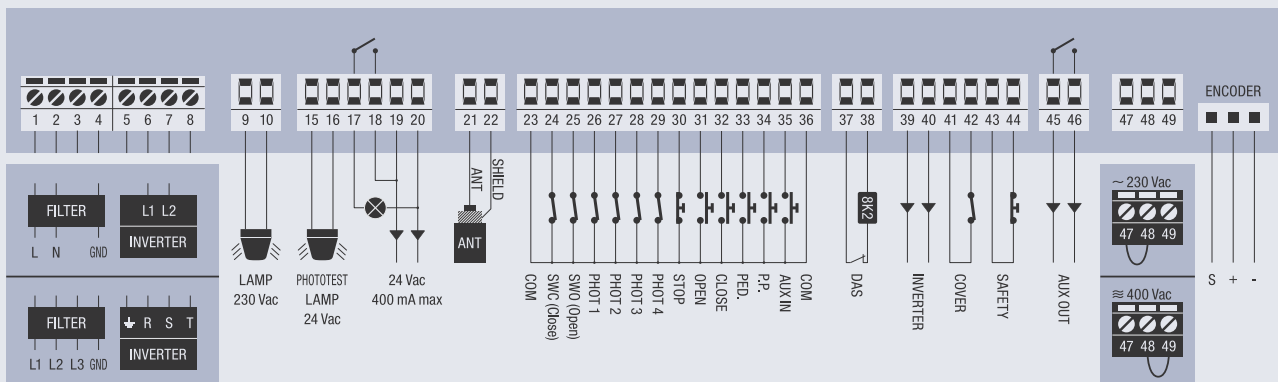 ENCODER
1 2 3 4 5 6 7 8
9 10
15 16 17 18 19 20
21 22
23 24 25 26 27 28 29 30 31 32 33 34 35 36
37 38
39 40 41 42 43 44
45 46
47 48 49
FILTER
L N GND
L1 L2
INVERTER
FILTER
L1 L2 L3 GND
R S T
INVERTER
LAMP
230 Vac
PHOTOTEST
LAMP
24 Vac
24 Vac
400 mA max
ANT
SHIELD
ANT
COM
SWC (Close)
SWO (Open)
PHOT 1
PHOT 2
PHOT 3
PHOT 4
STOP
OPEN
CLOSE
PED.
P.P.
AUX IN
COM
8K2
DAS
INVERTER
COVER
SAFETY
AUX OUT
~ 230 Vac
47 48 49
≋ 400 Vac
47 48 49
S + -